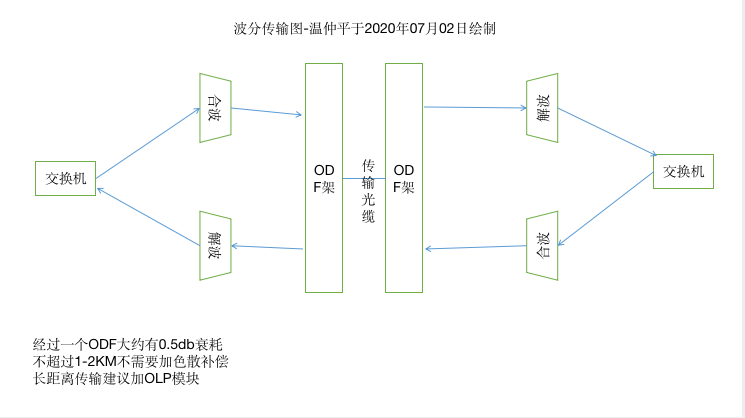 波分传输图-温仲平于2020年07月02日绘制
合波
解波
OD
F架
传
输
光
缆
OD
F架
交换机
交换机
解波
合波
经过一个ODF大约有0.5db衰耗
不超过1-2KM不需要加色散补偿
长距离传输建议加OLP模块